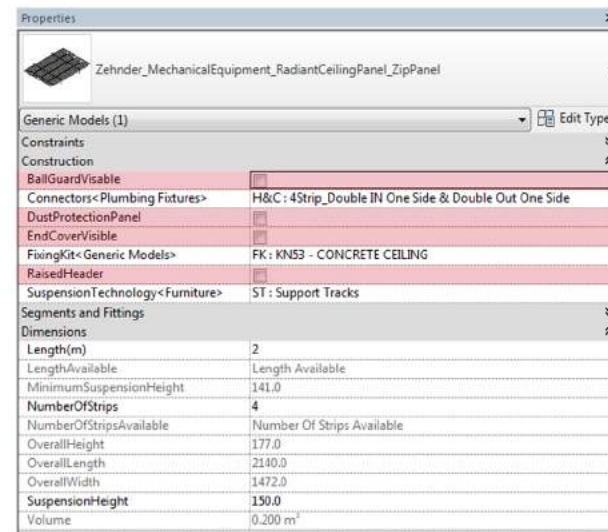 Properties
Zehnder_MechanicalEquipment_RadiantCeilingPanel_ZipPanel
Generic Models (1) Edit Type
Constraints
Construction
BallGuardVisable
Connectors<Plumbing Fixtures> H&C : 4Strip_Double IN One Side & Double Out One Side
DustProtectionPanel
EndCoverVisible
FixingKit<Generic Models> FK : KN53 - CONCRETE CEILING
RaisedHeader
SuspensionTechnology<Furniture> ST : Support Tracks
Segments and Fittings
Dimensions
Length(m) 2
LengthAvailable Length Available
MinimumSuspensionHeight 141.0
NumberOfStrips 4
NumberOfStripsAvailable Number Of Strips Available
OverallHeight 177.0
OverallLength 2140.0
OverallWidth 1472.0
SuspensionHeight 150.0
Volume 0.200 m³